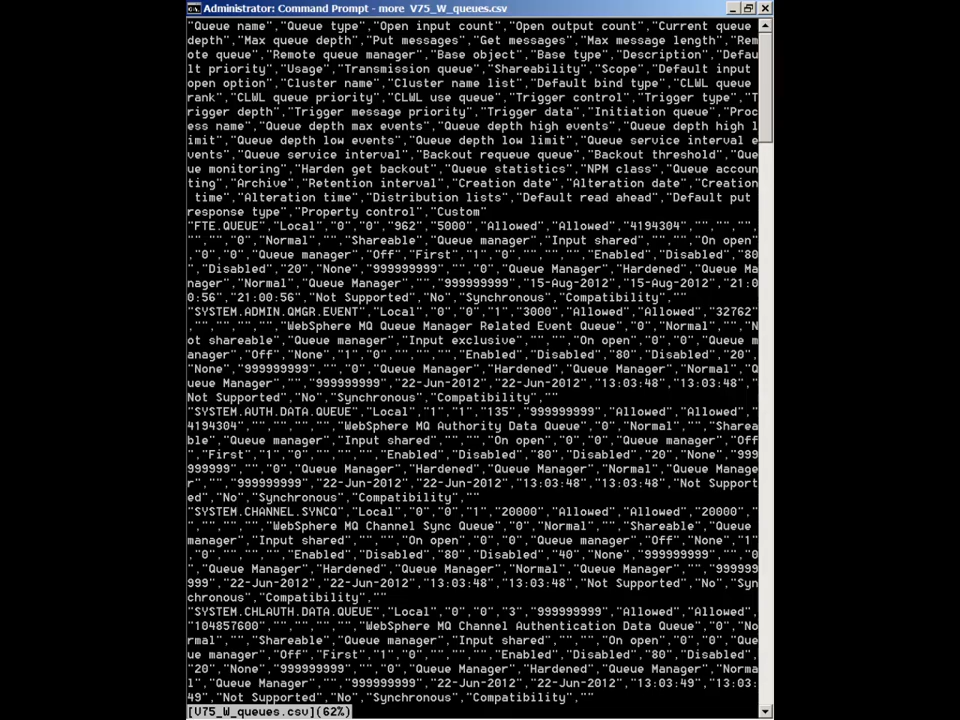 Administrator: Command Prompt - more V75_W_queues.csv
"Queue name","Queue type","Open input count","Open output count","Current queue
depth","Max queue depth","Put messages","Get messages","Max message length","Rem
ote queue","Remote queue manager","Base object","Base type","Description","Defau
lt priority","Usage","Transmission queue","Shareability","Scope","Default input
open option","Cluster name","Cluster name list","Default bind type","CLWL queue
rank","CLWL queue priority","CLWL use queue","Trigger control","Trigger type","T
rigger depth","Trigger message priority","Trigger data","Initiation queue","Proc
ess name","Queue depth max events","Queue depth high events","Queue depth high l
imit","Queue depth low events","Queue depth low limit","Queue service interval e
vents","Queue service interval","Backout requeue queue","Backout threshold","Que
ue monitoring","Harden get backout","Queue statistics","NPM class","Queue accoun
ting","Archive","Retention interval","Creation date","Alteration date","Creation
 time","Alteration time","Distribution lists","Default read ahead","Default put
response type","Property control","Custom"
"FTE.QUEUE","Local","0","0","962","5000","Allowed","Allowed","4194304","","","",
"","","0","Normal","","Shareable","Queue manager","Input shared","","","On open"
,"0","0","Queue manager","Off","First","1","0","","","","Enabled","Disabled","80
","Disabled","20","None","999999999","","0","Queue Manager","Hardened","Queue Ma
nager","Normal","Queue Manager","","999999999","15-Aug-2012","15-Aug-2012","21:0
0:56","21:00:56","Not Supported","No","Synchronous","Compatibility",""
"SYSTEM.ADMIN.QMGR.EVENT","Local","0","0","1","3000","Allowed","Allowed","32762"
,"","","","","WebSphere MQ Queue Manager Related Event Queue","0","Normal","","N
ot shareable","Queue manager","Input exclusive","","","On open","0","0","Queue m
anager","Off","None","1","0","","","","Enabled","Disabled","80","Disabled","20",
"None","999999999","","0","Queue Manager","Hardened","Queue Manager","Normal","Q
ueue Manager","","999999999","22-Jun-2012","22-Jun-2012","13:03:48","13:03:48","
Not Supported","No","Synchronous","Compatibility",""
"SYSTEM.AUTH.DATA.QUEUE","Local","1","1","135","999999999","Allowed","Allowed","
4194304","","","","","WebSphere MQ Authority Data Queue","0","Normal","","Sharea
ble","Queue manager","Input shared","","","On open","0","0","Queue manager","Off
","First","1","0","","","","Enabled","Disabled","80","Disabled","20","None","999
999999","","0","Queue Manager","Hardened","Queue Manager","Normal","Queue Manage
r","","999999999","22-Jun-2012","22-Jun-2012","13:03:48","13:03:48","Not Support
ed","No","Synchronous","Compatibility",""
"SYSTEM.CHANNEL.SYNCQ","Local","0","0","1","20000","Allowed","Allowed","20000","
","","","","WebSphere MQ Channel Sync Queue","0","Normal","","Shareable","Queue
manager","Input shared","","","On open","0","0","Queue manager","Off","None","1"
,"0","","","","Enabled","Disabled","80","Disabled","40","None","999999999","","0
","Queue Manager","Hardened","Queue Manager","Normal","Queue Manager","","999999
999","22-Jun-2012","22-Jun-2012","13:03:48","13:03:48","Not Supported","No","Syn
chronous","Compatibility",""
"SYSTEM.CHLAUTH.DATA.QUEUE","Local","0","0","3","999999999","Allowed","Allowed",
"104857600","","","","","WebSphere MQ Channel Authentication Data Queue","0","No
rmal","","Shareable","Queue manager","Input shared","","","On open","0","0","Que
ue manager","Off","First","1","0","","","","Enabled","Disabled","80","Disabled",
"20","None","999999999","","0","Queue Manager","Hardened","Queue Manager","Norma
l","Queue Manager","","999999999","22-Jun-2012","22-Jun-2012","13:03:49","13:03:
49","Not Supported","No","Synchronous","Compatibility",""
[V75_W_queues.csv](62%)